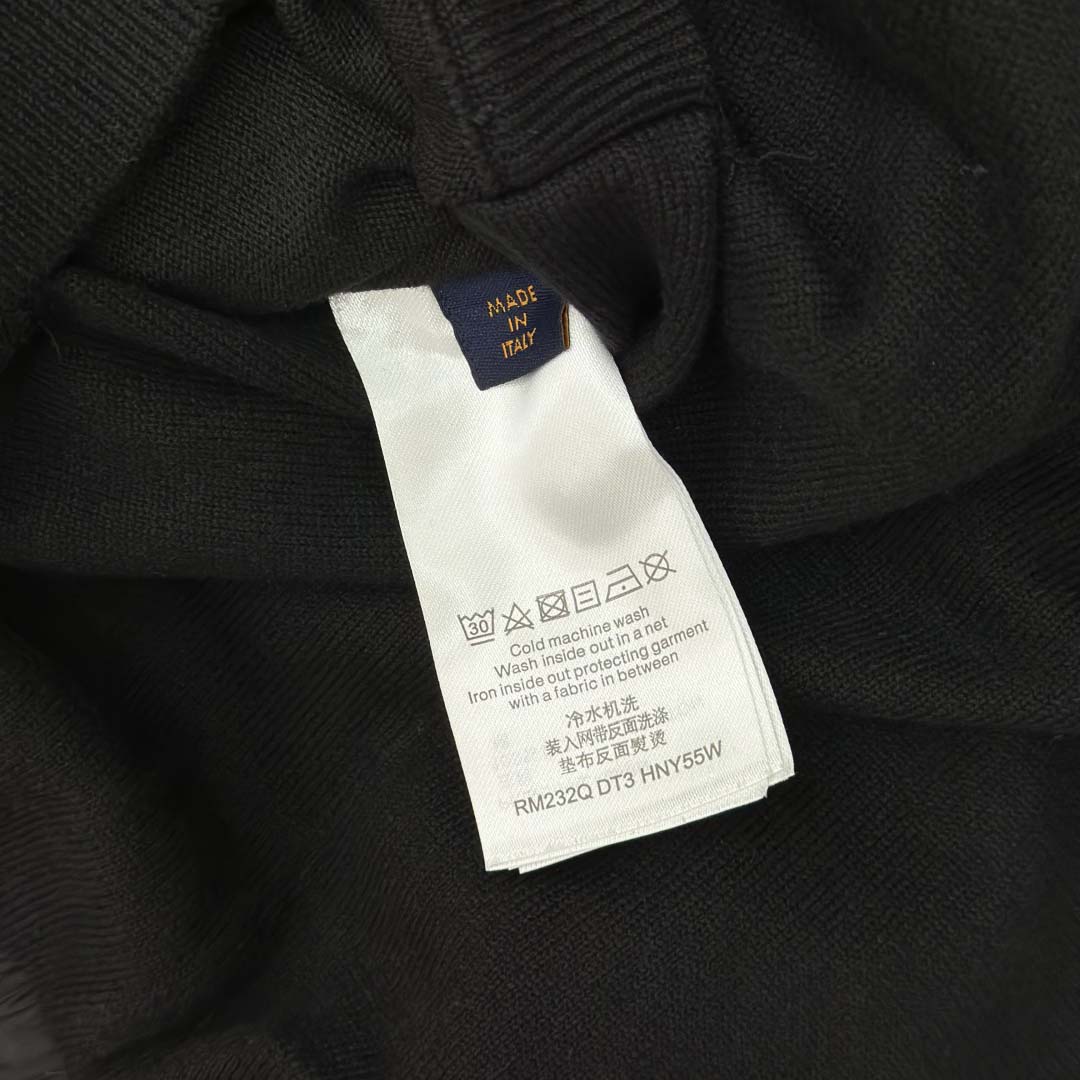 MADE
IN
ITALY
30
Cold machine wash
Wash inside out in a net
Iron inside out protecting garment
with a fabric in between
冷水机洗
装入网带反面洗涤
垫布反面熨烫
RM232Q DT3 HNY55W